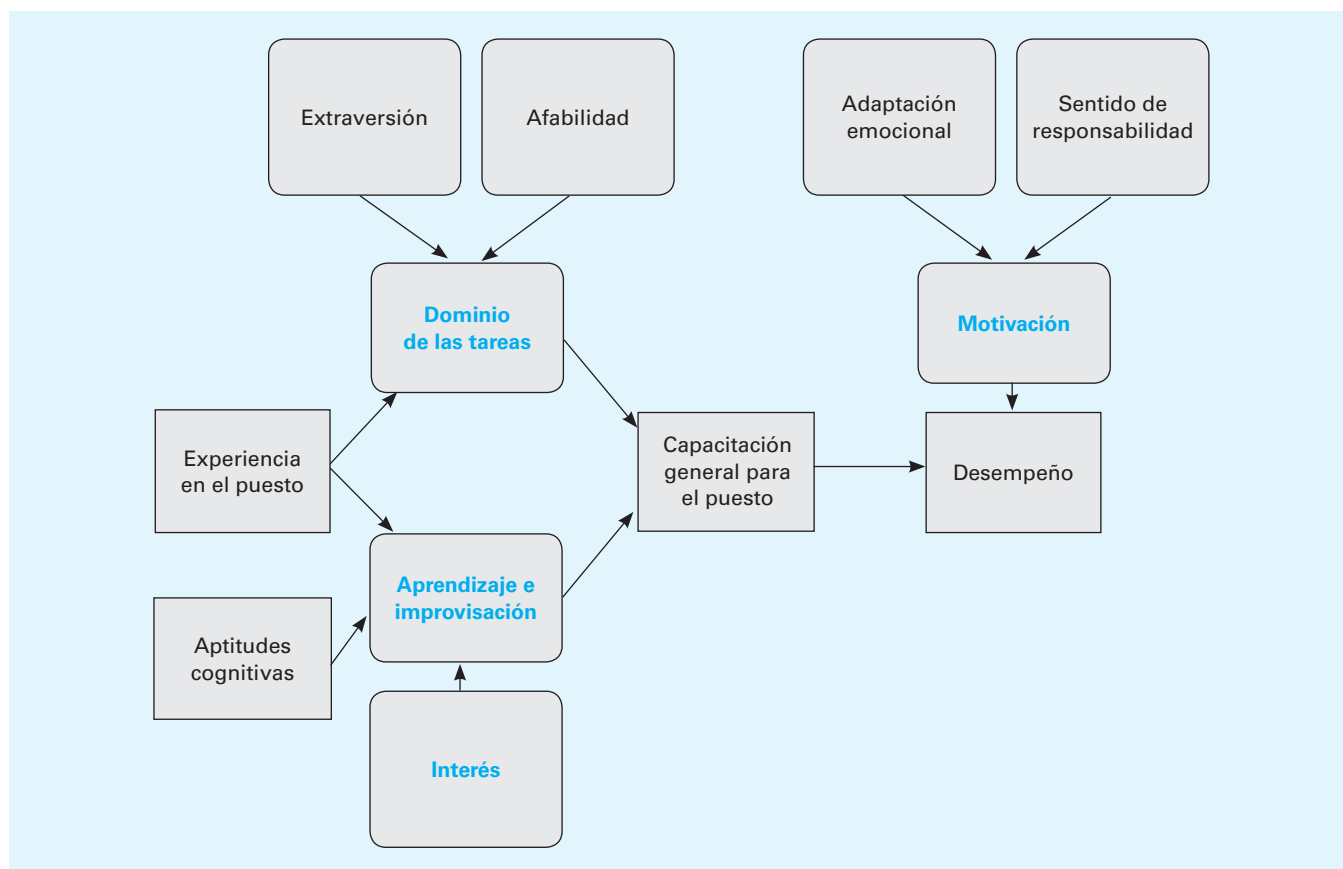 Extraversión
Afabilidad
Adaptación
emocional
Sentido de
responsabilidad
Dominio
de las tareas
Motivación
Experiencia
en el puesto
Capacitación
general para
el puesto
Desempeño
Aprendizaje e
improvisación
Aptitudes
cognitivas
Interés